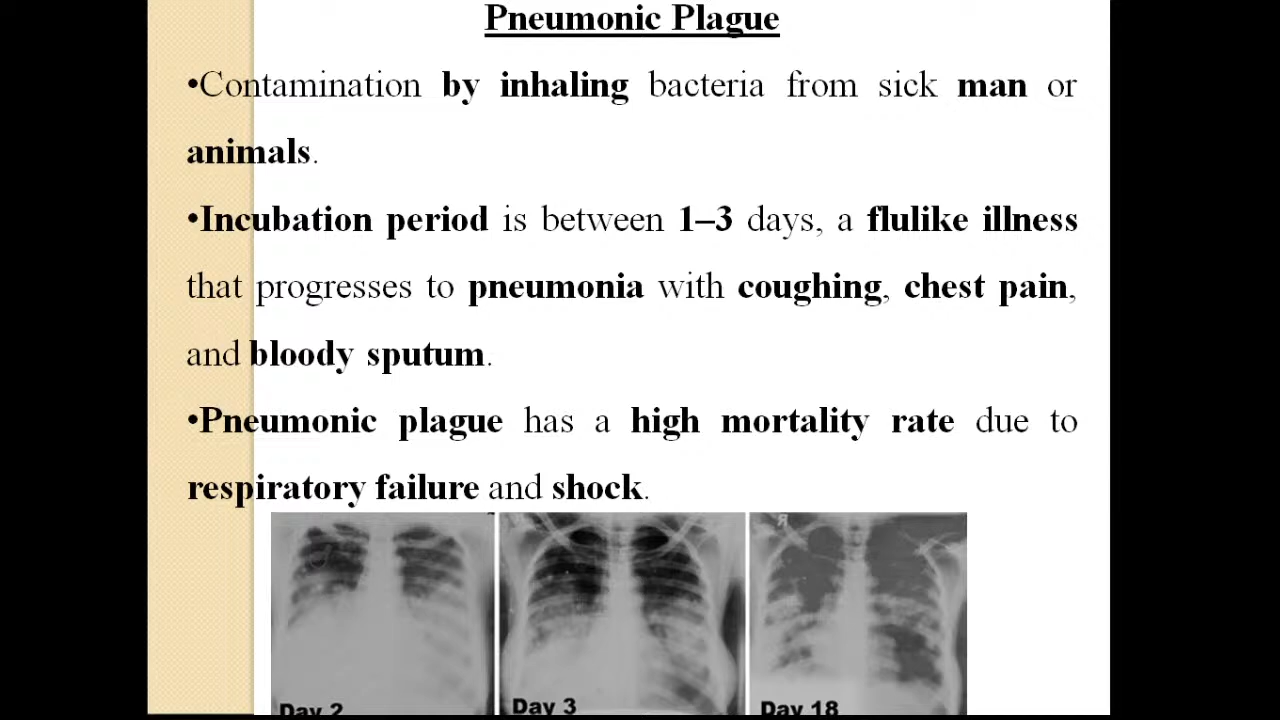 Pneumonic Plague
•Contamination by inhaling bacteria from sick man or
animals.
•Incubation period is between 1–3 days, a flulike illness
that progresses to pneumonia with coughing, chest pain,
and bloody sputum.
•Pneumonic plague has a high mortality rate due to
respiratory failure and shock.
R
Day 2
Day 3
Day 18